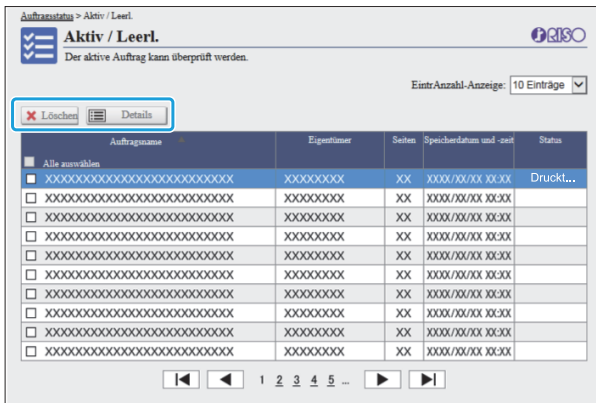 Auftragsstatus > Aktiv / Leerl.
Aktiv / Leerl.
RISO
Der aktive Auftrag kann überprüft werden.
EintrAnzahl-Anzeige: 10 Einträge
Löschen Details
Auftragsname Eigentümer Seiten Speicherdatum und -zeit Status
Alle auswählen
XXXXXXXXXXXXXXXXXXXXXXXXX XXXXXXXX XX XXXX/XX/XX XX:XX Druckt...
XXXXXXXXXXXXXXXXXXXXXXXXX XXXXXXXX XX XXXX/XX/XX XX:XX
XXXXXXXXXXXXXXXXXXXXXXXXX XXXXXXXX XX XXXX/XX/XX XX:XX
XXXXXXXXXXXXXXXXXXXXXXXXX XXXXXXXX XX XXXX/XX/XX XX:XX
XXXXXXXXXXXXXXXXXXXXXXXXX XXXXXXXX XX XXXX/XX/XX XX:XX
XXXXXXXXXXXXXXXXXXXXXXXXX XXXXXXXX XX XXXX/XX/XX XX:XX
XXXXXXXXXXXXXXXXXXXXXXXXX XXXXXXXX XX XXXX/XX/XX XX:XX
XXXXXXXXXXXXXXXXXXXXXXXXX XXXXXXXX XX XXXX/XX/XX XX:XX
XXXXXXXXXXXXXXXXXXXXXXXXX XXXXXXXX XX XXXX/XX/XX XX:XX
XXXXXXXXXXXXXXXXXXXXXXXXX XXXXXXXX XX XXXX/XX/XX XX:XX
1 2 3 4 5 ...